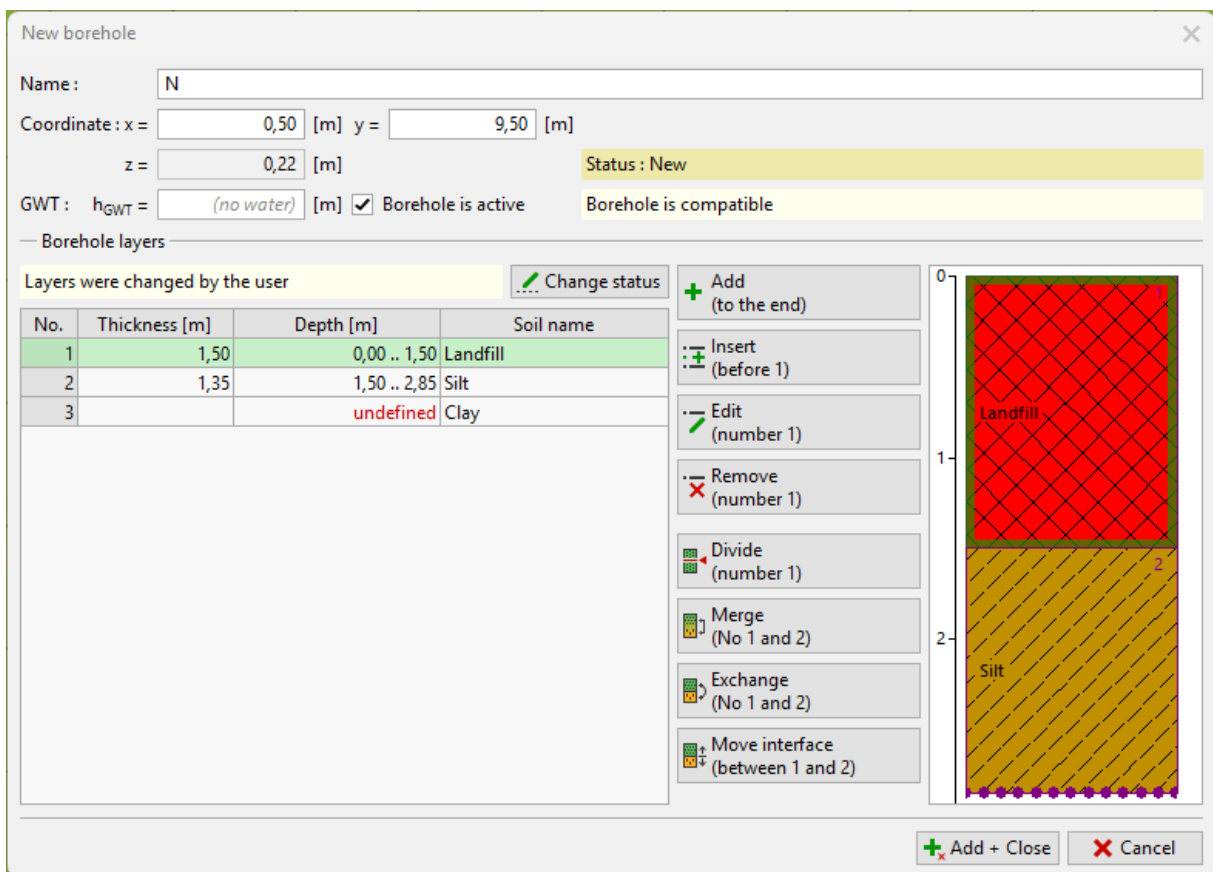 New borehole
Name :
N
Coordinate : x =
0,50
[m]
y =
9,50
[m]
z =
0,22
[m]
Status : New
GWT :
hGWT =
(no water)
[m]
Borehole is active
Borehole is compatible
Borehole layers
Layers were changed by the user
Change status
No.
Thickness [m]
Depth [m]
Soil name
1
1,50
0,00 .. 1,50
Landfill
2
1,35
1,50 .. 2,85
Silt
3
undefined
Clay
Add
(to the end)
Insert
(before 1)
Edit
(number 1)
Remove
(number 1)
Divide
(number 1)
Merge
(No 1 and 2)
Exchange
(No 1 and 2)
Move interface
(between 1 and 2)
0
1
Landfill
1
2
2
Silt
Add + Close
Cancel